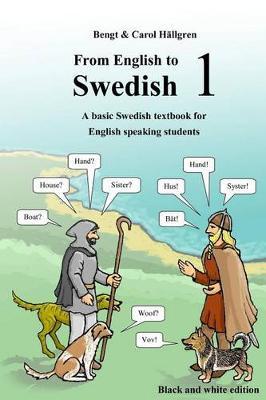 Bengt & Carol Hällgren
From English to
Swedish 1
A basic Swedish textbook for
English speaking students
Hand?
House?
Sister?
Boat?
Hand!
Hus!
Syster!
Båt!
Woof?
Vov!
Black and white edition